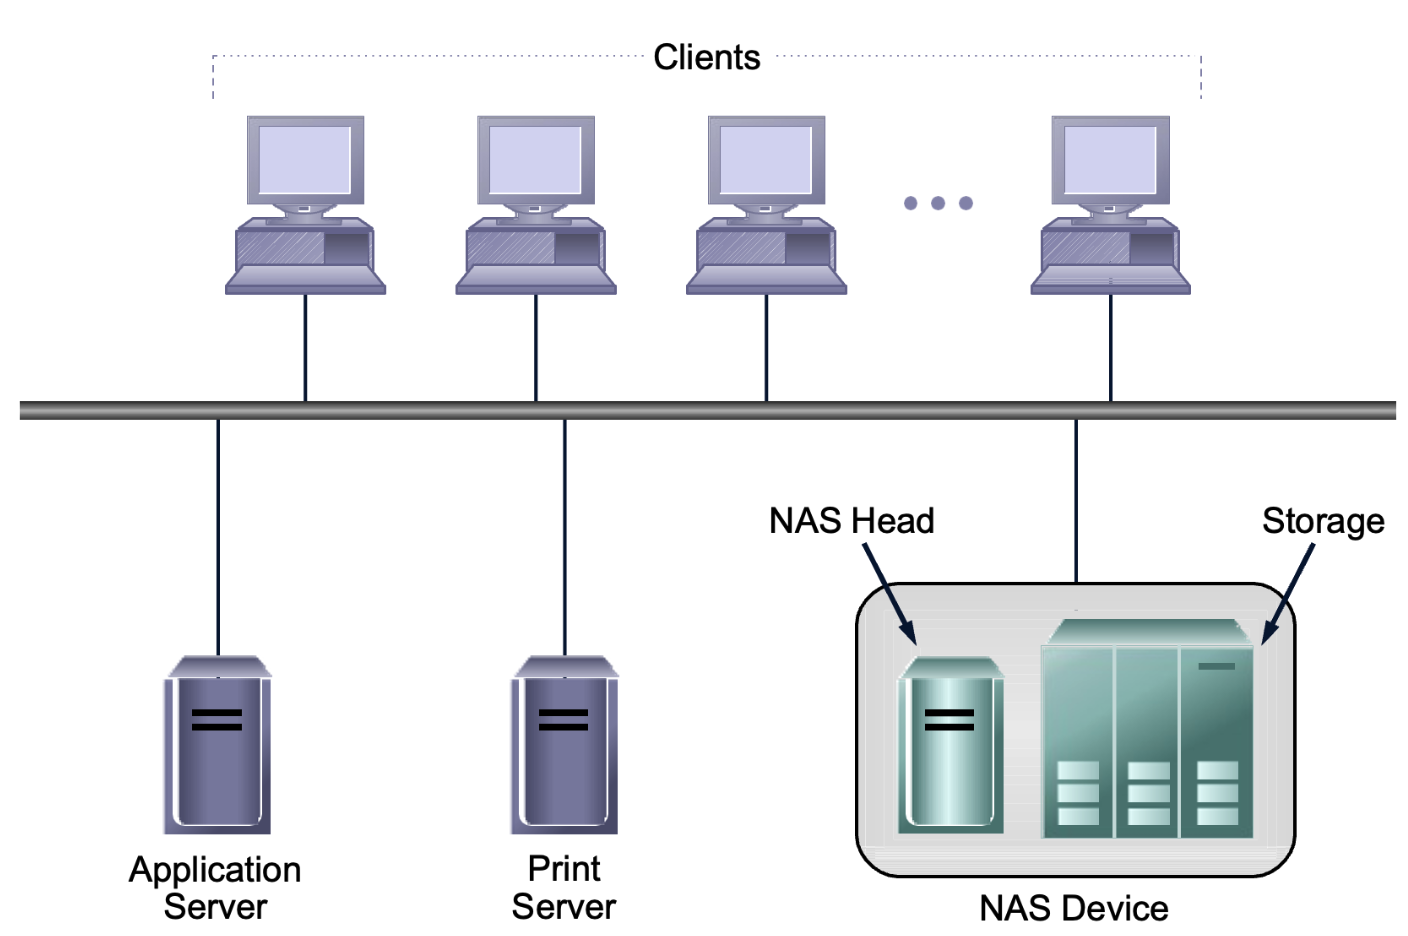 Clients
NAS Head
Storage
Application
Server
Print
Server
NAS Device